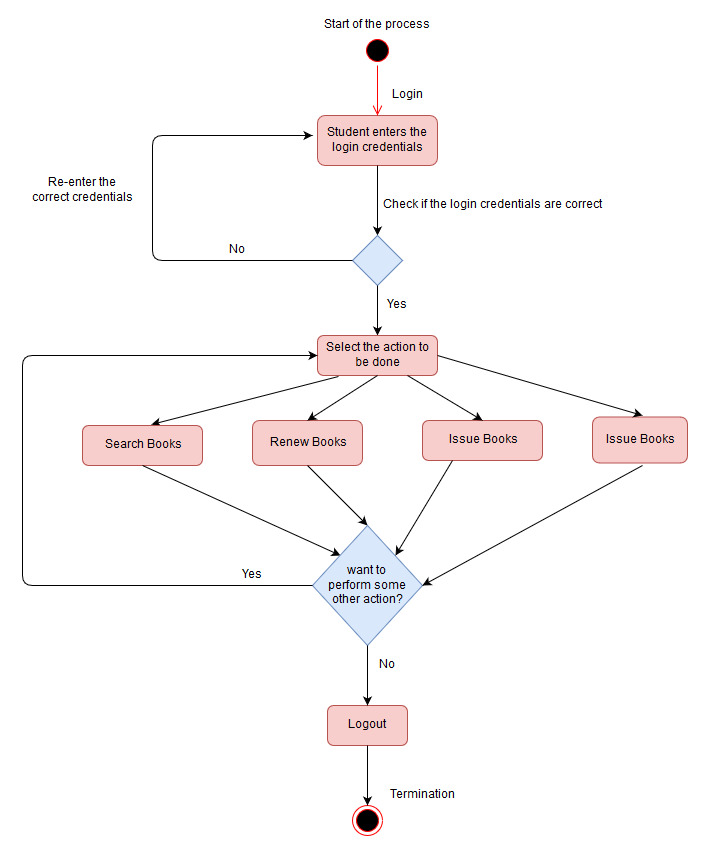 Start of the process
Login
Student enters the
login credentials
Re-enter the
correct credentials
Check if the login credentials are correct
No
Yes
Select the action to
be done
Search Books
Renew Books
Issue Books
Issue Books
want to
perform some
other action?
Yes
No
Logout
Termination